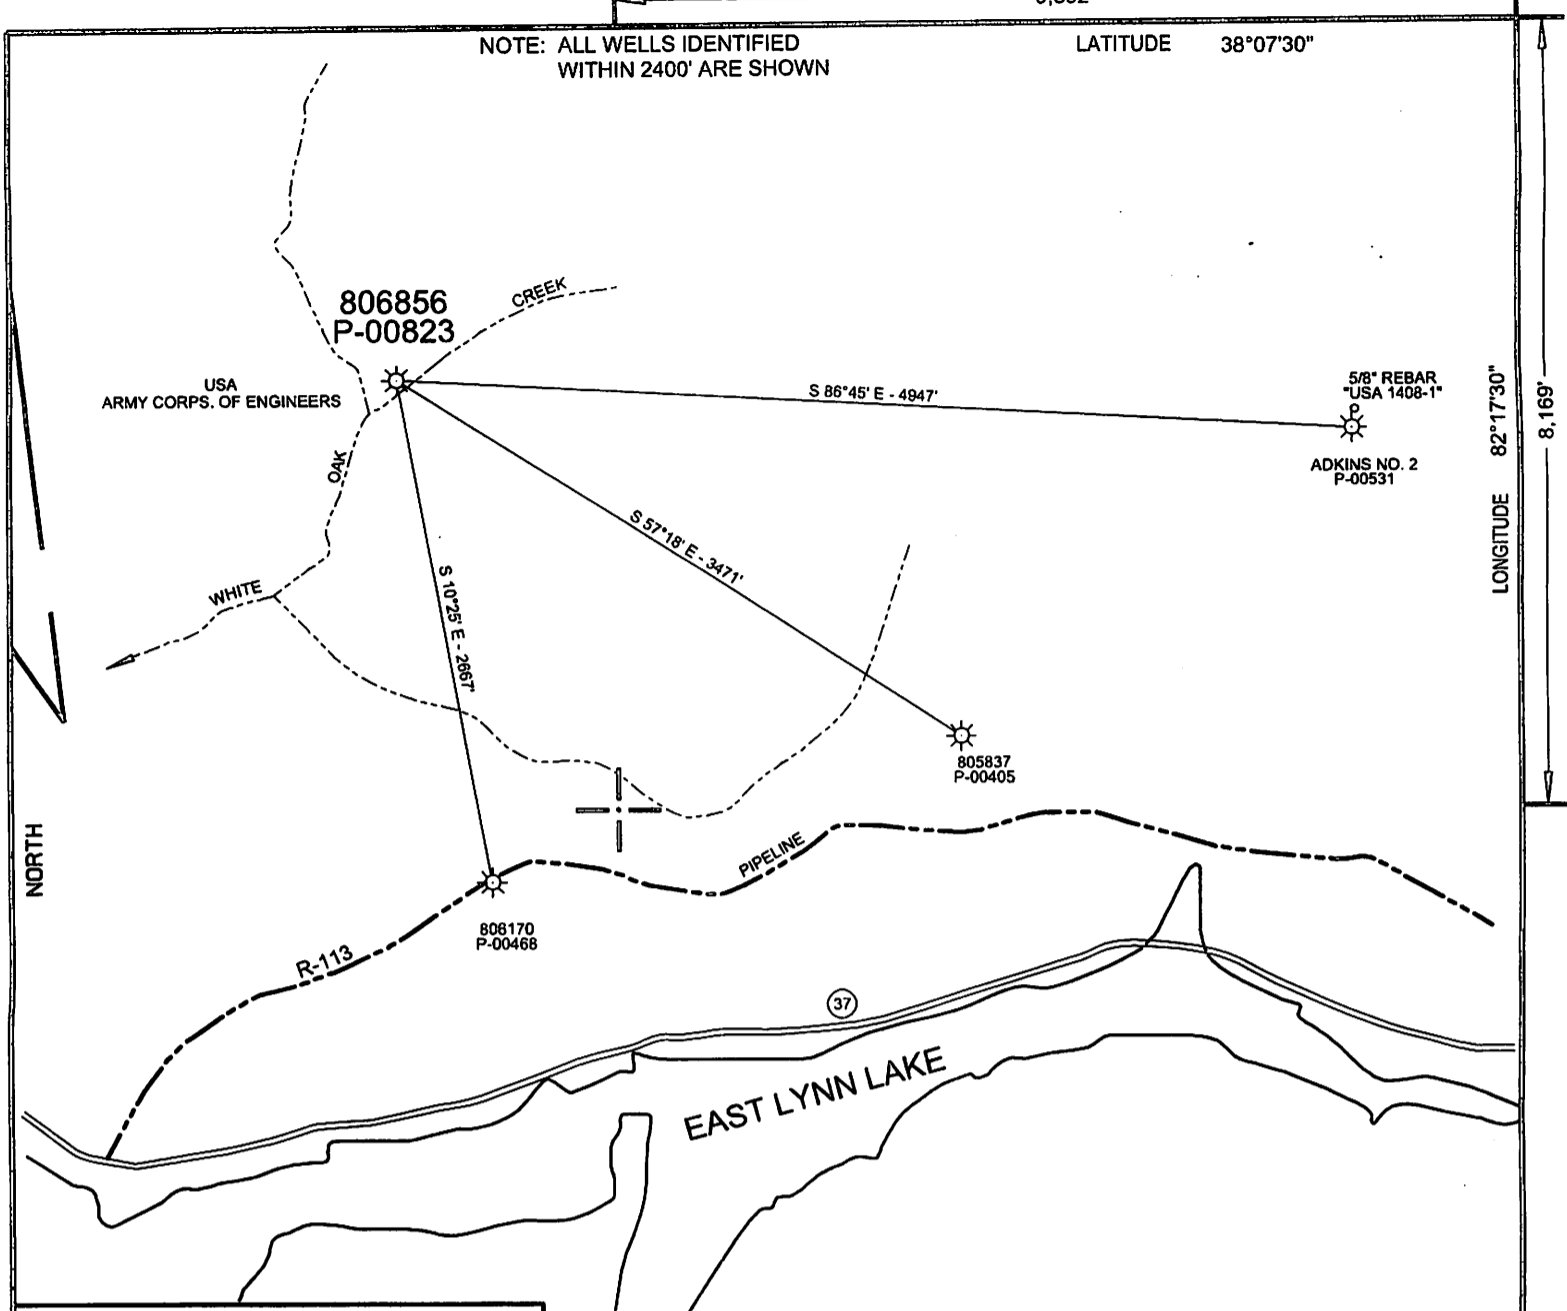 NOTE: ALL WELLS IDENTIFIED
WITHIN 2400' ARE SHOWN
LATITUDE 38°07'30"
CREEK
806856
P-00823
USA
ARMY CORPS. OF ENGINEERS
S 86°45' E - 4947'
5/8" REBAR
"USA 1408-1"
ADKINS NO. 2
P-00531
LONGITUDE 82°17'30"
8,169'
OAK
S 57°18' E - 3471'
S 10°25' E - 2667'
WHITE
805837
P-00405
NORTH
PIPELINE
806170
P-00468
R-113
37
EAST LYNN LAKE